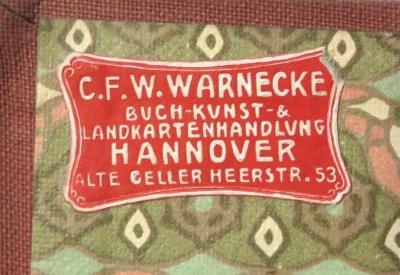 C.F.W. WARNECKE
BUCH-KUNST-&
LANDKARTENHANDLUNG
HANNOVER
ALTE CELLER HEERSTR. 53